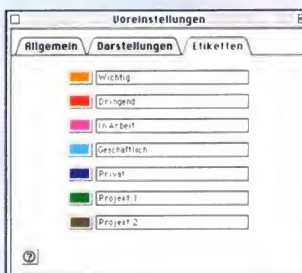 Voreinstellungen
Allgemein Darstellungen Etiketten
Wichtig
Dringend
In Arbeit
Geschäftlich
Privat
Projekt 1
Projekt 2
?